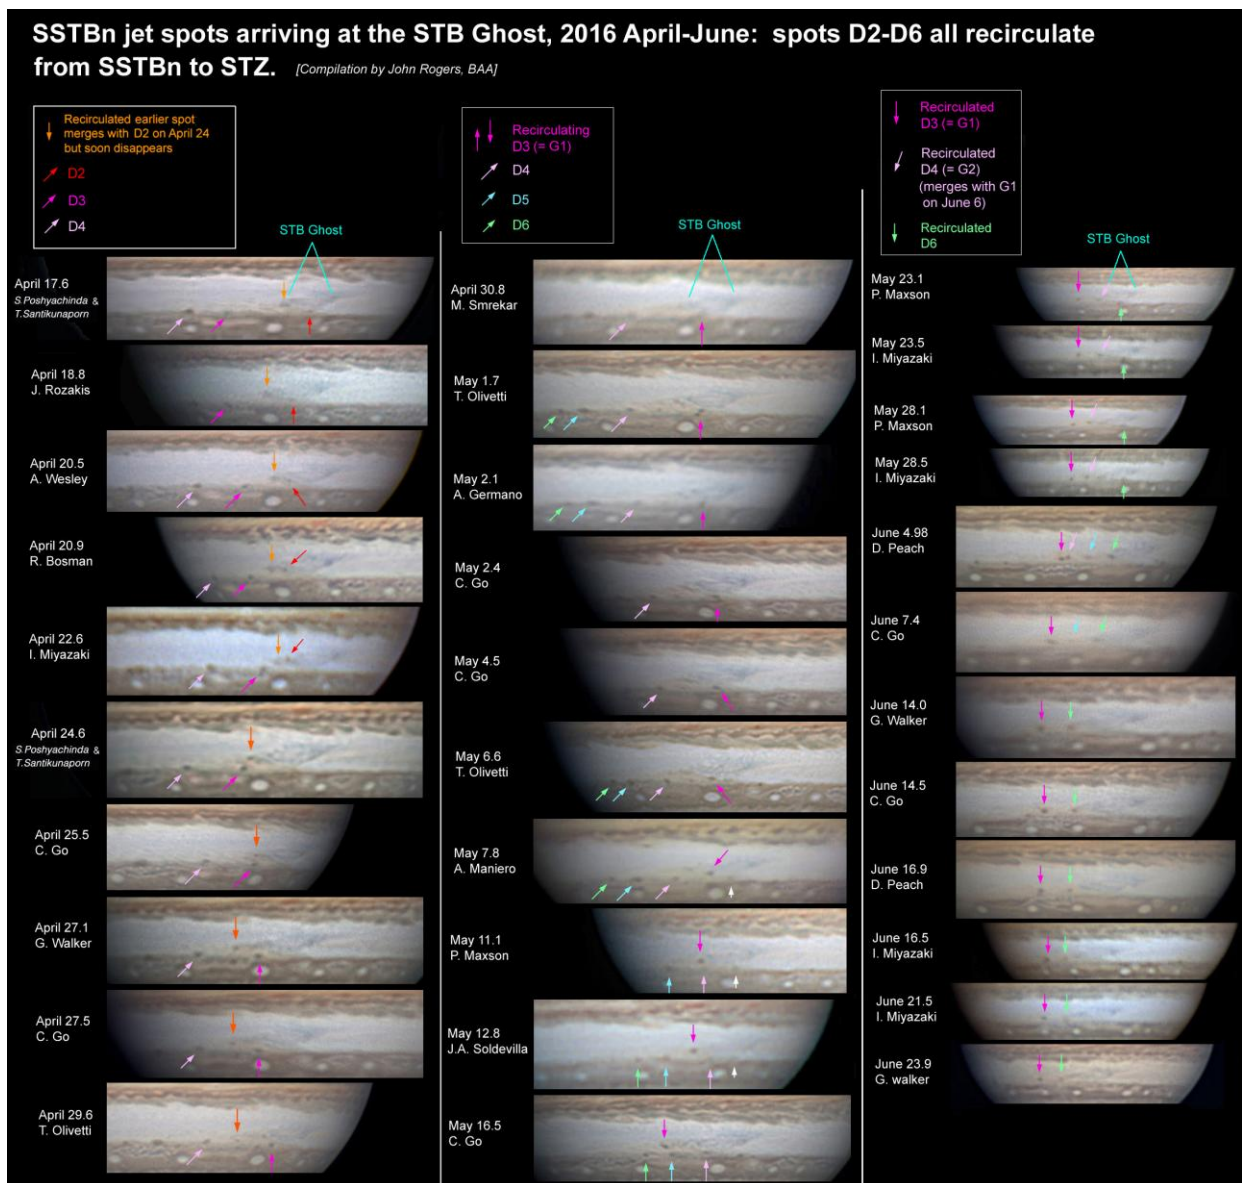 SSTBn jet spots arriving at the STB Ghost, 2016 April-June:  spots D2-D6 all recirculate
from SSTBn to STZ.   [Compilation by John Rogers, BAA]
Recirculated earlier spot
merges with D2 on April 24
but soon disappears
D2
D3
D4
STB Ghost
April 17.6
S.Poshyachinda &
T.Santikunaporn
April 18.8
J. Rozakis
April 20.5
A. Wesley
April 20.9
R. Bosman
April 22.6
I. Miyazaki
April 24.6
S.Poshyachinda &
T.Santikunaporn
April 25.5
C. Go
April 27.1
G. Walker
April 27.5
C. Go
April 29.6
T. Olivetti
Recirculating
D3 (= G1)
D4
D5
D6
STB Ghost
April 30.8
M. Smrekar
May 1.7
T. Olivetti
May 2.1
A. Germano
May 2.4
C. Go
May 4.5
C. Go
May 6.6
T. Olivetti
May 7.8
A. Maniero
May 11.1
P. Maxson
May 12.8
J.A. Soldevilla
May 16.5
C. Go
Recirculated
D3 (= G1)
Recirculated
D4 (= G2)
(merges with G1
on June 6)
Recirculated
D6
STB Ghost
May 23.1
P. Maxson
May 23.5
I. Miyazaki
May 28.1
P. Maxson
May 28.5
I. Miyazaki
June 4.98
D. Peach
June 7.4
C. Go
June 14.0
G. Walker
June 14.5
C. Go
June 16.9
D. Peach
June 16.5
I. Miyazaki
June 21.5
I. Miyazaki
June 23.9
G. walker